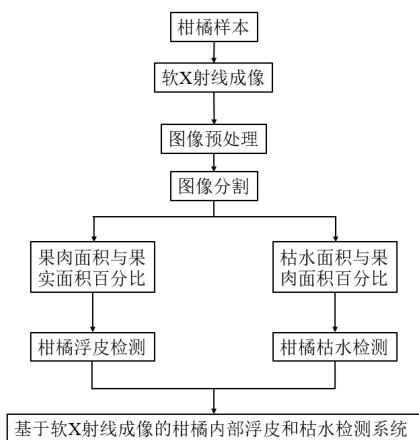 柑橘样本
软X射线成像
图像预处理
图像分割
果肉面积与果
实面积百分比
枯水面积与果
肉面积百分比
柑橘浮皮检测
柑橘枯水检测
基于软X射线成像的柑橘内部浮皮和枯水检测系统